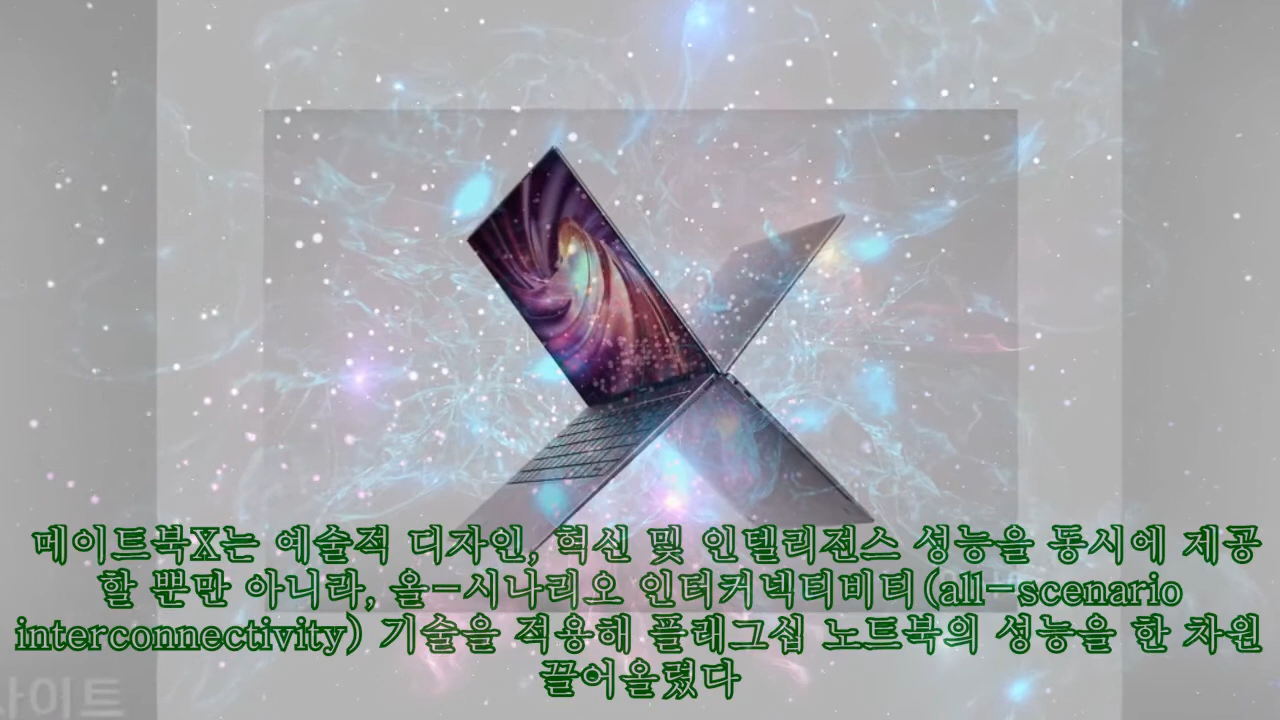 메이트북X는 예술적 디자인, 혁신 및 인텔리전스 성능을 동시에 제공
할 뿐만 아니라, 올-시나리오 인터커넥티비티(all-scenario
interconnectivity) 기술을 적용해 플래그십 노트북의 성능을 한 차원
끌어올렸다
사이트